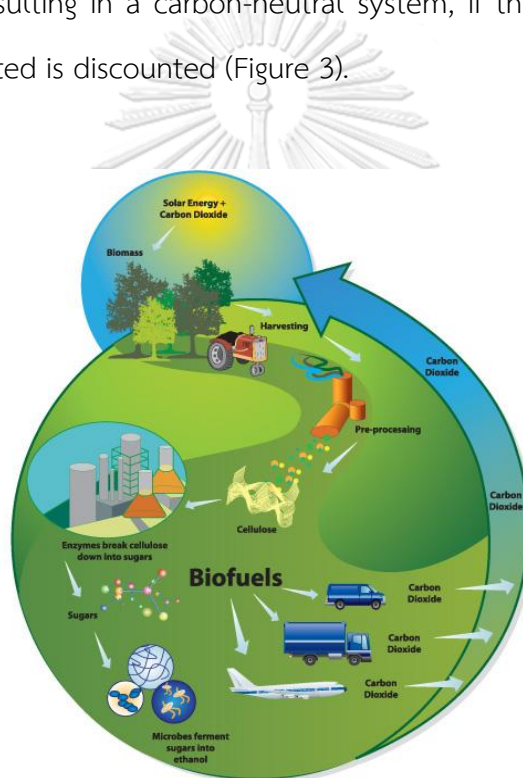 sulting in a carbon-neutral system, if th
ted is discounted (Figure 3).
Solar Energy +
Carbon Dioxide
Biomass
Harvesting
Carbon
Dioxide
Pre-procesaing
Carbon
Dioxide
Cellulose
Enzymes break cellulose
down into sugars
Biofuels
Sugars
Carbon
Dioxide
Carbon
Dioxide
Carbon
Dioxide
Microbes ferment
sugars into
ethanol